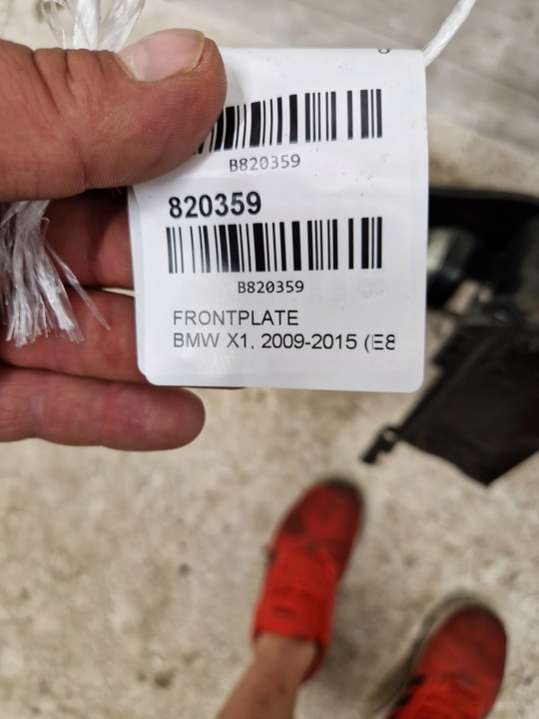 B820359
820359
B820359
FRONTPLATE
BMW X1, 2009-2015 (E8